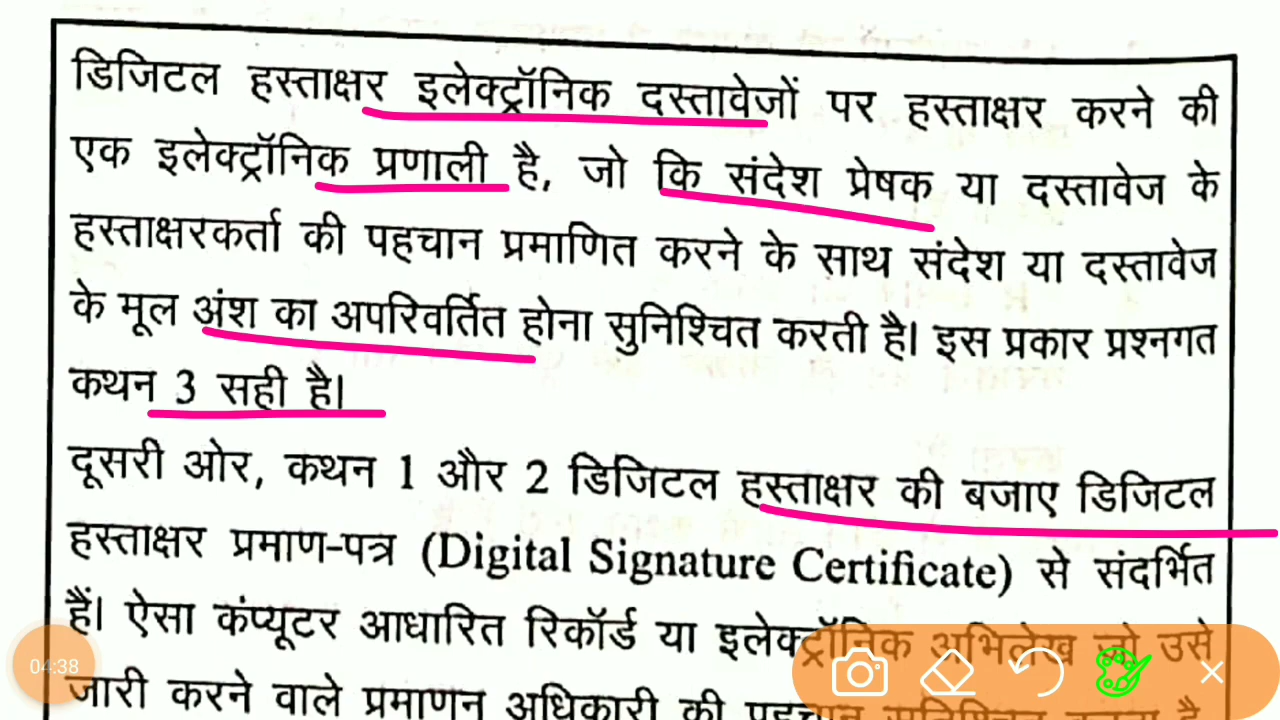 डिजिटल हस्ताक्षर इलेक्ट्रॉनिक दस्तावेजों पर हस्ताक्षर करने की
एक इलेक्ट्रॉनिक प्रणाली है, जो कि संदेश प्रेषक या दस्तावेज के
हस्ताक्षरकर्ता की पहचान प्रमाणित करने के साथ संदेश या दस्तावेज
के मूल अंश का अपरिवर्तित होना सुनिश्चित करती है। इस प्रकार प्रश्नगत
कथन 3 सही है।
दूसरी ओर, कथन 1 और 2 डिजिटल हस्ताक्षर की बजाए डिजिटल
हस्ताक्षर प्रमाण-पत्र (Digital Signature Certificate) से संदर्भित
हैं। ऐसा कंप्यूटर आधारित रिकॉर्ड या इलेक्ट्रॉनिक अभिलेख जो उसे
जारी करने वाले प्रमाणन अधिकारी की पहचान
04:38